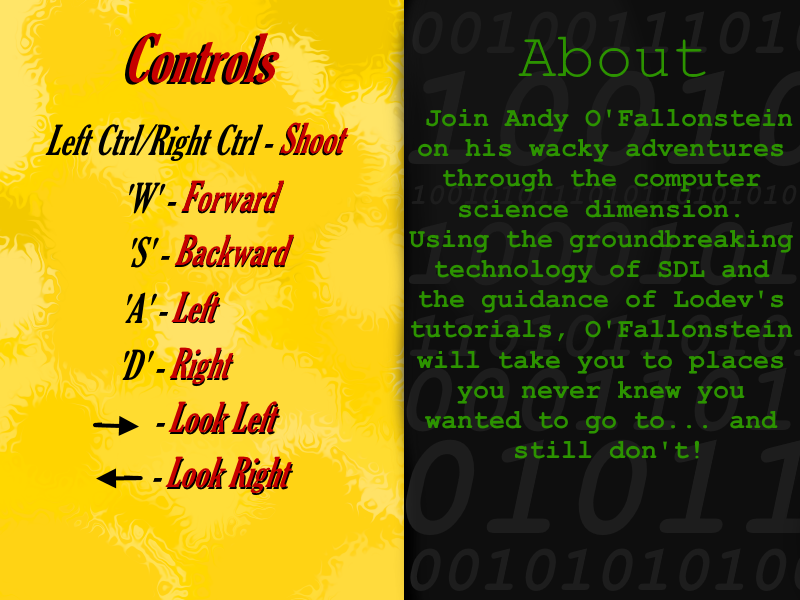 Controls
Left Ctrl/Right Ctrl - Shoot
'W' - Forward
'S' - Backward
'A' - Left
'D' - Right
→ - Look Left
← - Look Right
About
Join Andy O'Fallonstein
on his wacky adventures
through the computer
science dimension.
Using the groundbreaking
technology of SDL and
the guidance of Lodev's
tutorials, O'Fallonstein
will take you to places
you never knew you
wanted to go to... and
still don't!